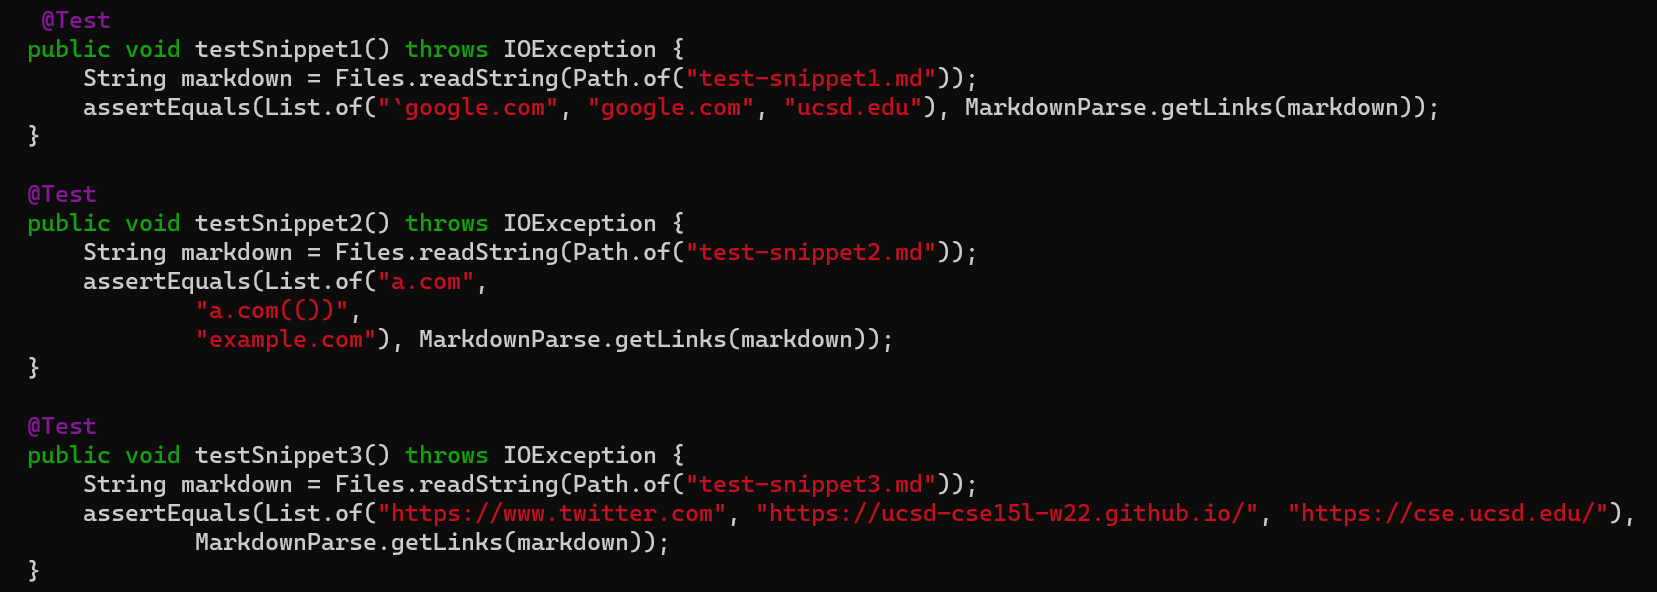 @Test
public void testSnippet1() throws IOException {
String markdown = Files.readString(Path.of("test-snippet1.md"));
assertEquals(List.of("`google.com", "google.com", "ucsd.edu"), MarkdownParse.getLinks(markdown));
}
@Test
public void testSnippet2() throws IOException {
String markdown = Files.readString(Path.of("test-snippet2.md"));
assertEquals(List.of("a.com",
"a.com(())",
"example.com"), MarkdownParse.getLinks(markdown));
}
@Test
public void testSnippet3() throws IOException {
String markdown = Files.readString(Path.of("test-snippet3.md"));
assertEquals(List.of("https://www.twitter.com", "https://ucsd-cse15l-w22.github.io/", "https://cse.ucsd.edu/"),
MarkdownParse.getLinks(markdown));
}